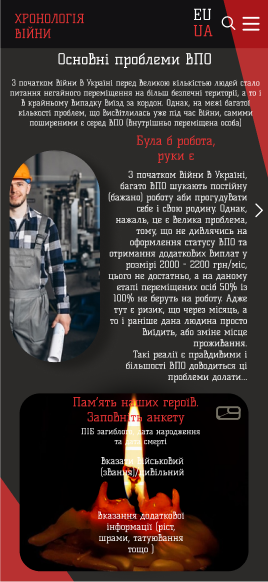 ХРОНОЛОГІЯ
ВІЙНИ
EU
UA
Основні проблеми ВПО
З початком війни в Україні перед великою кількістю людей стало
питання негайного переміщення на більш безпечні території, а то і
в крайньому випадку виїзд за кордон. Однак, на межі багатої
кількості проблем, що висвітлилась уже під час війни, самими
поширеними є серед ВПО (внутрішньо переміщена особа)
Була б робота,
руки є
З початком війни в Україні,
багато ВПО шукають постійну
(бажано) роботу аби прогодувати
себе і свою родину. Однак,
нажаль, це є велика проблема,
тому, що не дивлячись на
оформлення статусу ВПО та
отримання додаткових виплат у
розмірі 2000 - 2200 грн/міс,
цього не достатньо, а на даному
етапі переміщених осіб 50% із
100% не беруть на роботу. Адже
тут є ризик, що через місяць, а
то і раніше дана людина просто
виїдить, або зміне місце
проживання.
Такі реалії є правдивими і
більшості ВПО доводиться ці
проблеми долати...
Пам'ять наших героїв.
Заповніть анкету
ПІБ загиблого, дата народження
та дата смерті
Вказати військовий
(звання)/цивільний
Вказання додаткової
інформації (ріст,
шрами, татуювання
тощо )